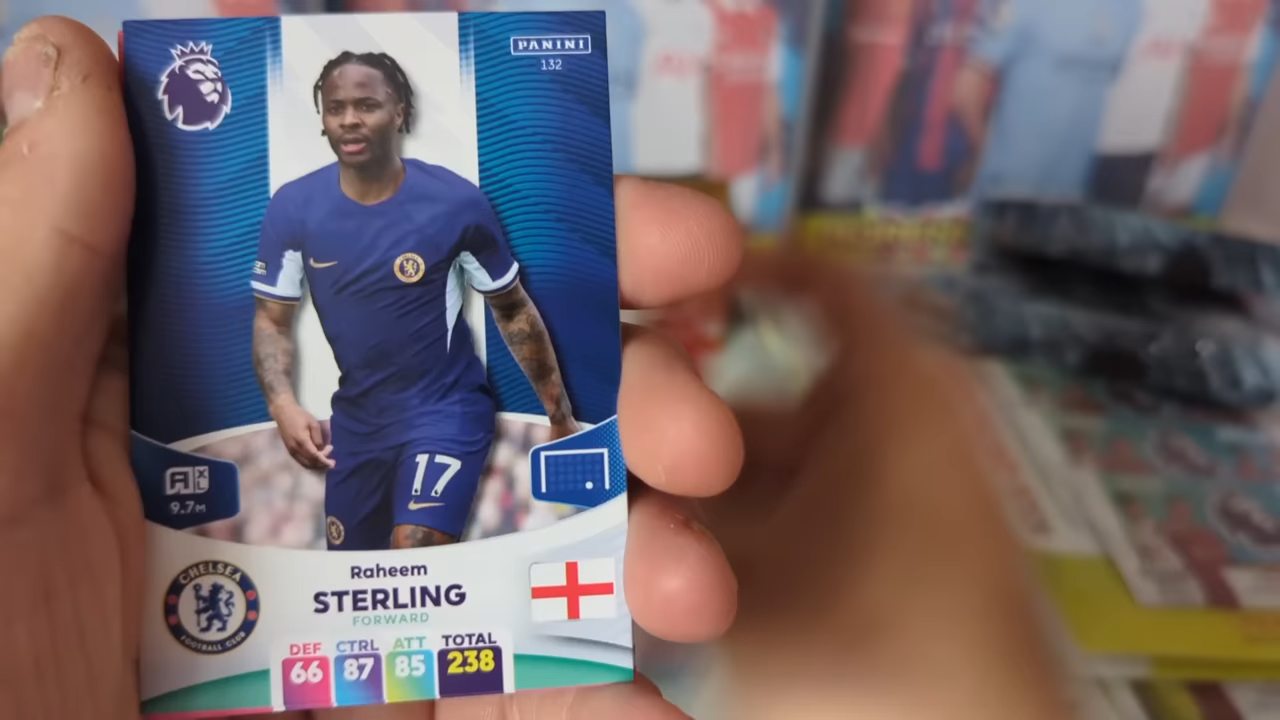 PANINI
132
17
A XL
9.7M
CHELSEA
FOOTBALL CLUB
Raheem
STERLING
FORWARD
DEF CTRL ATT TOTAL
66 87 85 238